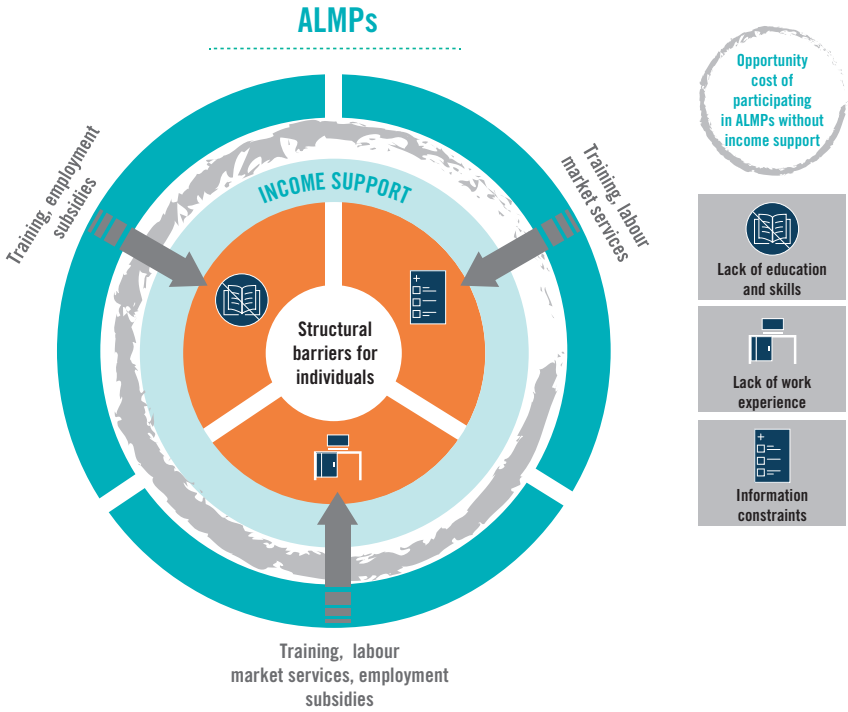 ALMPs
Training, employment
subsidies
Training, labour
market services
INCOME SUPPORT
Structural
barriers for
individuals
Training, labour
market services, employment
subsidies
Opportunity
cost of
participating
in ALMPs without
income support
Lack of education
and skills
Lack of work
experience
Information
constraints